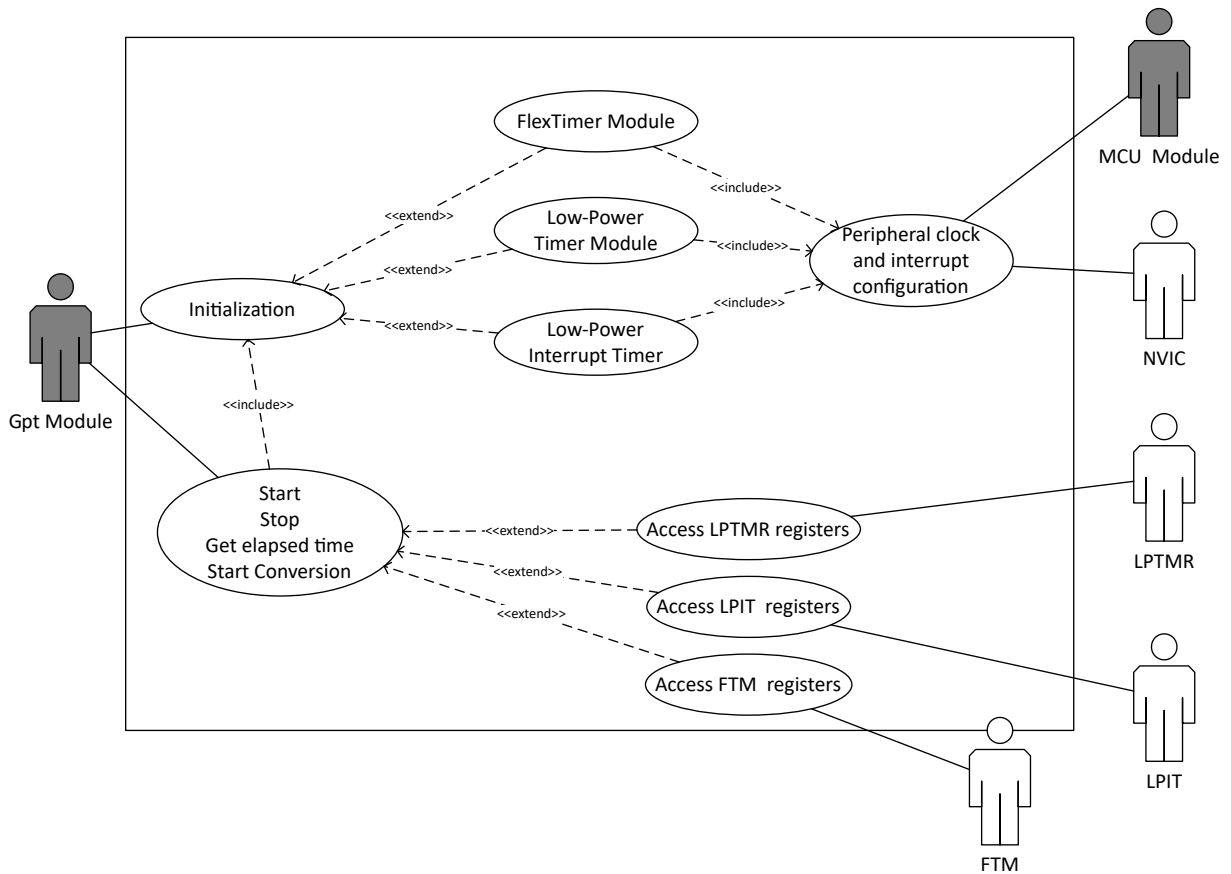 MCU  Module
FlexTimer Module
<<include>>
<<extend>>
Low-Power
Timer Module
<<include>>
Peripheral clock
and interrupt
configuration
<<extend>>
Initialization
<<include>>
<<extend>>
Low-Power
Interrupt Timer
NVIC
<<include>>
Gpt Module
Start
Stop
Get elapsed time
Start Conversion
<<extend>>
Access LPTMR registers
LPTMR
<<extend>>
Access LPIT  registers
<<extend>>
Access FTM  registers
LPIT
FTM